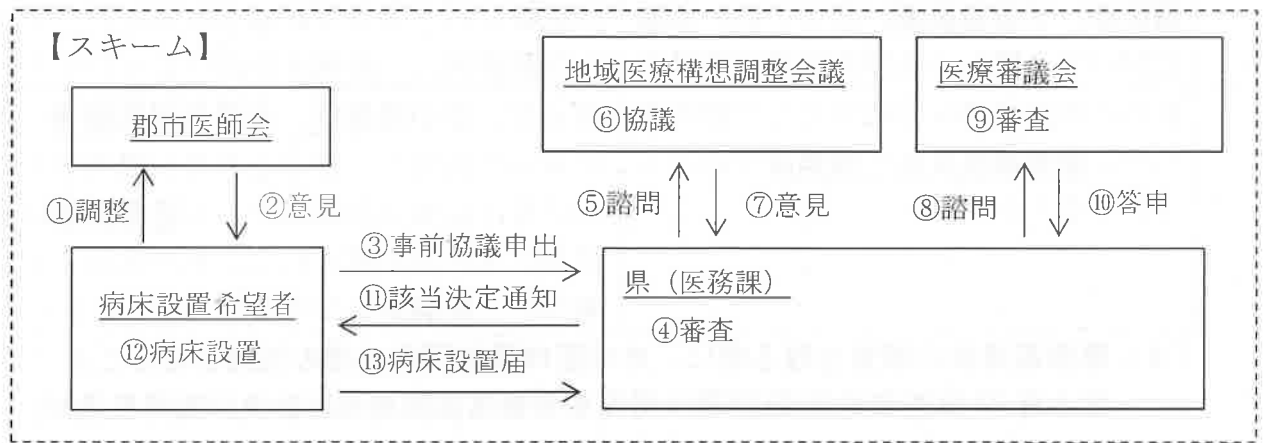 【スキーム】
郡市医師会
①調整
②意見
地域医療構想調整会議
⑥協議
医療審議会
⑨審査
⑤諮問
⑦意見
⑧諮問
⑩答申
病床設置希望者
⑫病床設置
③事前協議申出
⑪該当決定通知
⑬病床設置届
県（医務課）
④審査